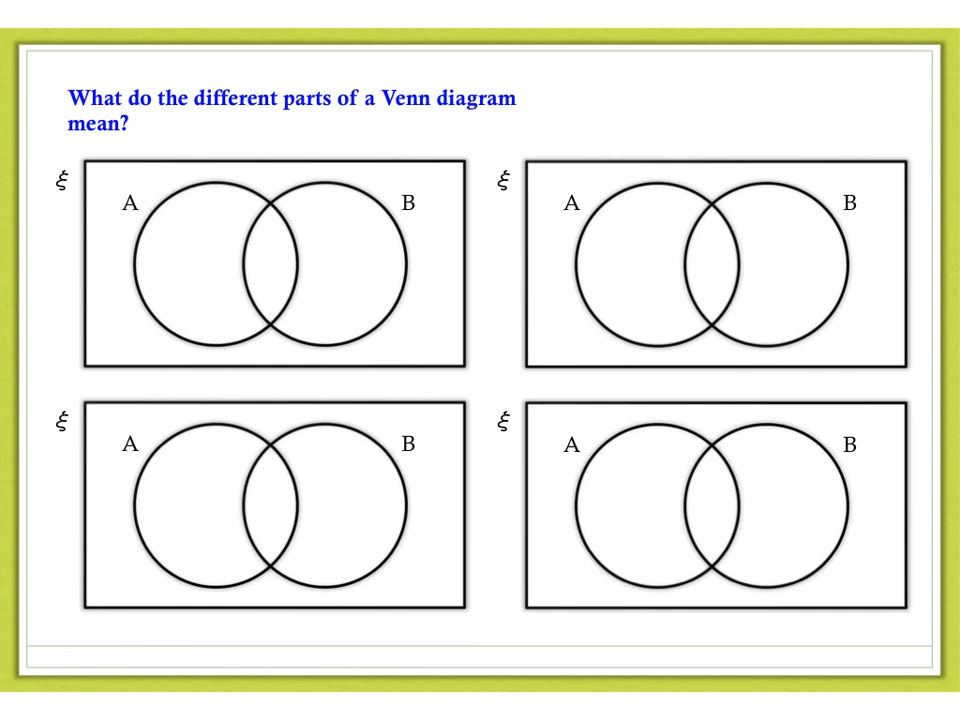 What do the different parts of a Venn diagram
mean?
ξ A B
ξ A B
ξ A B
ξ A B